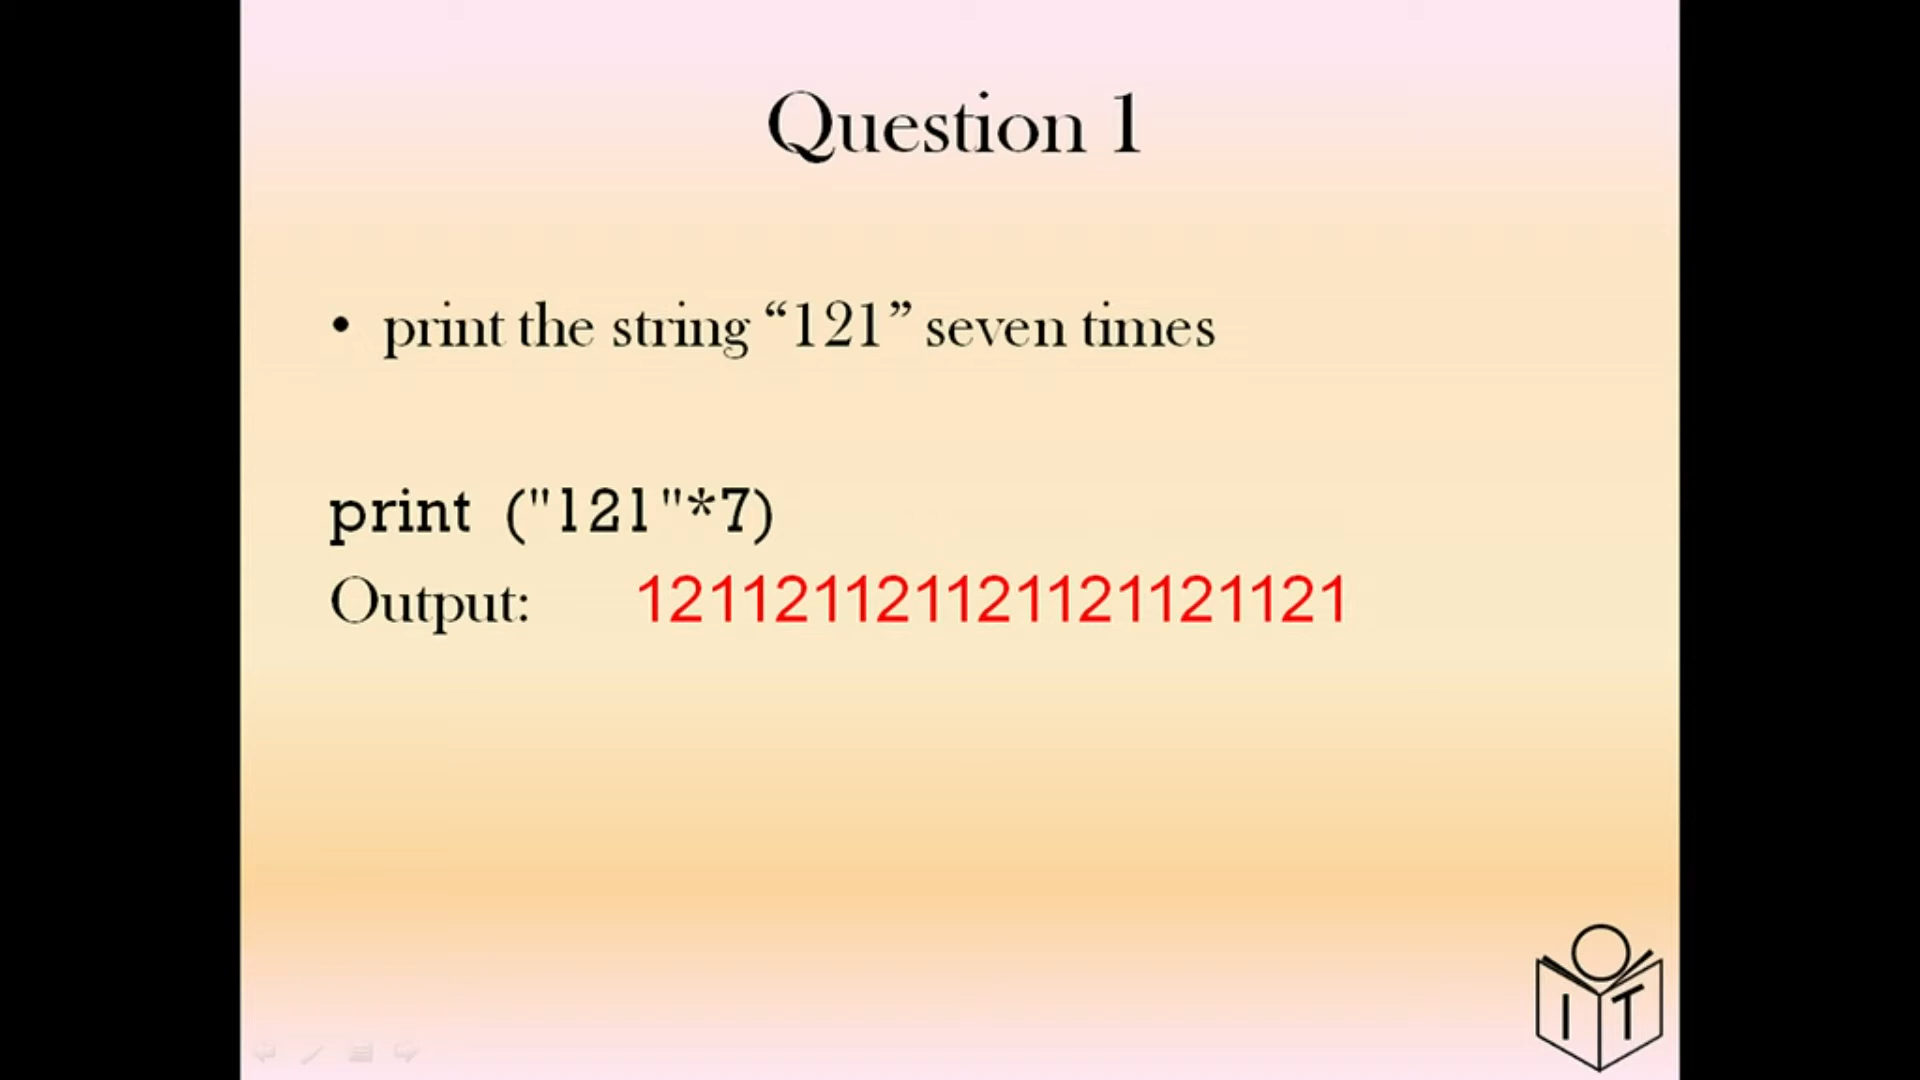 Question 1
• print the string “121” seven times
print ("121"*7)
Output: 121121121121121121121
I T